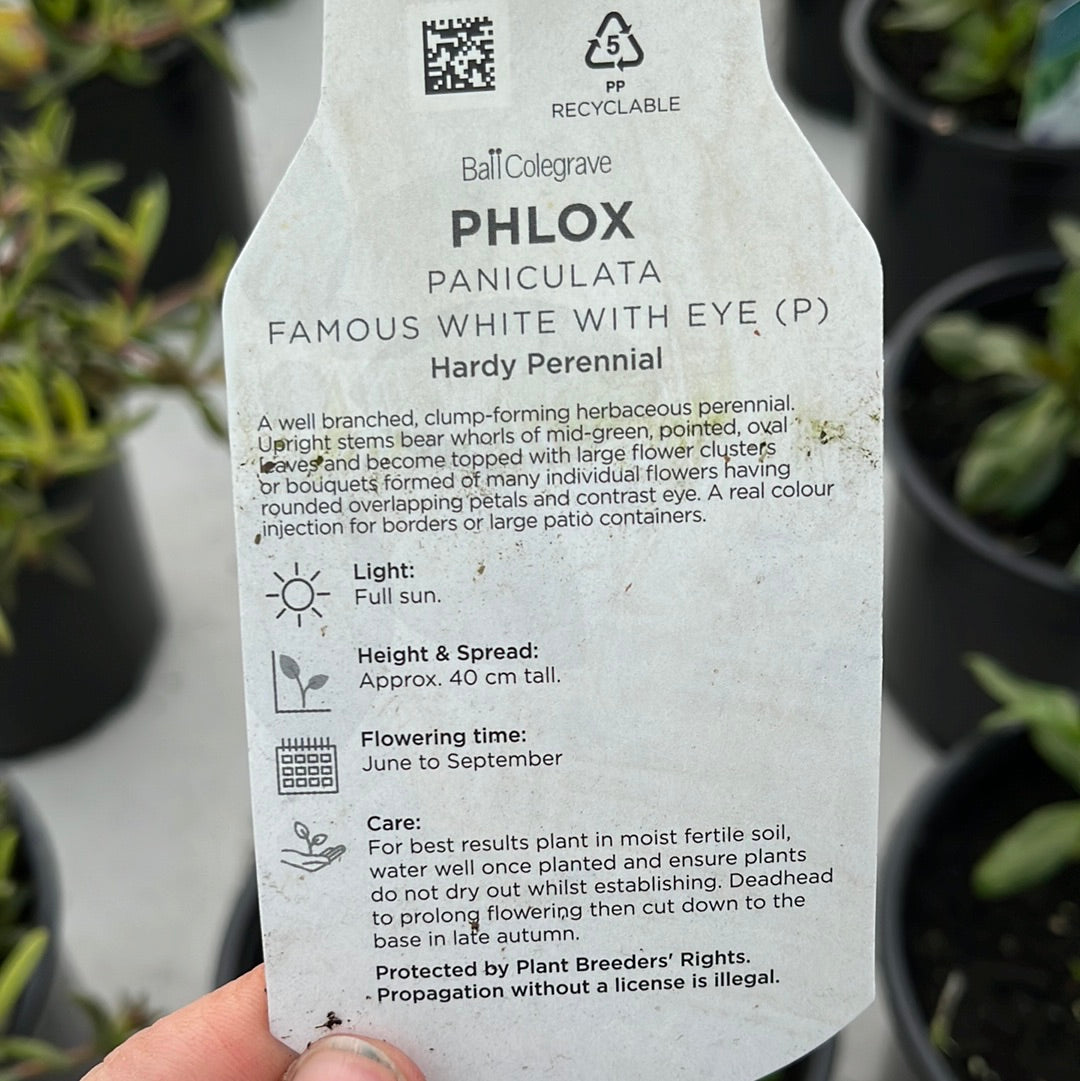 5
PP
RECYCLABLE
Ball Colegrave
PHLOX
PANICULATA
FAMOUS WHITE WITH EYE (P)
Hardy Perennial
A well branched, clump-forming herbaceous perennial.
Upright stems bear whorls of mid-green, pointed, oval
leaves and become topped with large flower clusters
or bouquets formed of many individual flowers having
rounded overlapping petals and contrast eye. A real colour
injection for borders or large patio containers.
Light:
Full sun.
Height & Spread:
Approx. 40 cm tall.
Flowering time:
June to September
Care:
For best results plant in moist fertile soil,
water well once planted and ensure plants
do not dry out whilst establishing. Deadhead
to prolong flowering then cut down to the
base in late autumn.
Protected by Plant Breeders' Rights.
Propagation without a license is illegal.